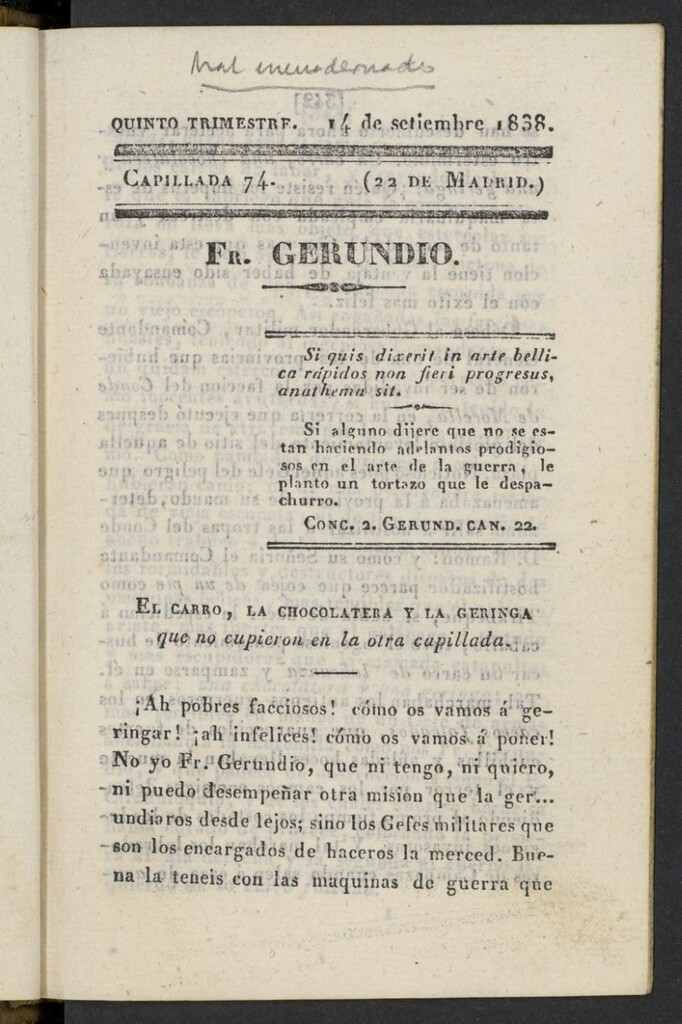 Mal encuadernado
QUINTO TRIMESTRE. 14 de setiembre 1838.
CAPILLADA 74. (22 DE MADRID.)
FR. GERUNDIO.
Si quis dixerit in arte belli-
ca rápidos non fieri progresus,
anathema sit.
Si alguno dijere que no se es-
tan haciendo adelantos prodigio-
sos en el arte de la guerra, le
planto un tortazo que le despa-
churro.
CONC. 2. GERUND. CAN. 22.
EL CARRO, LA CHOCOLATERA Y LA GERINGA
que no cupieron en la otra capillada.
¡Ah pobres facciosos! cómo os vamos á ge-
ringar! ¡ah infelices! cómo os vamos á poner!
No yo Fr. Gerundio, que ni tengo, ni quiero,
ni puedo desempeñar otra mision que la ger...
undiaros desde lejos; sino los Gefes militares que
son los encargados de haceros la merced. Bue-
na la teneis con las maquinas de guerra que